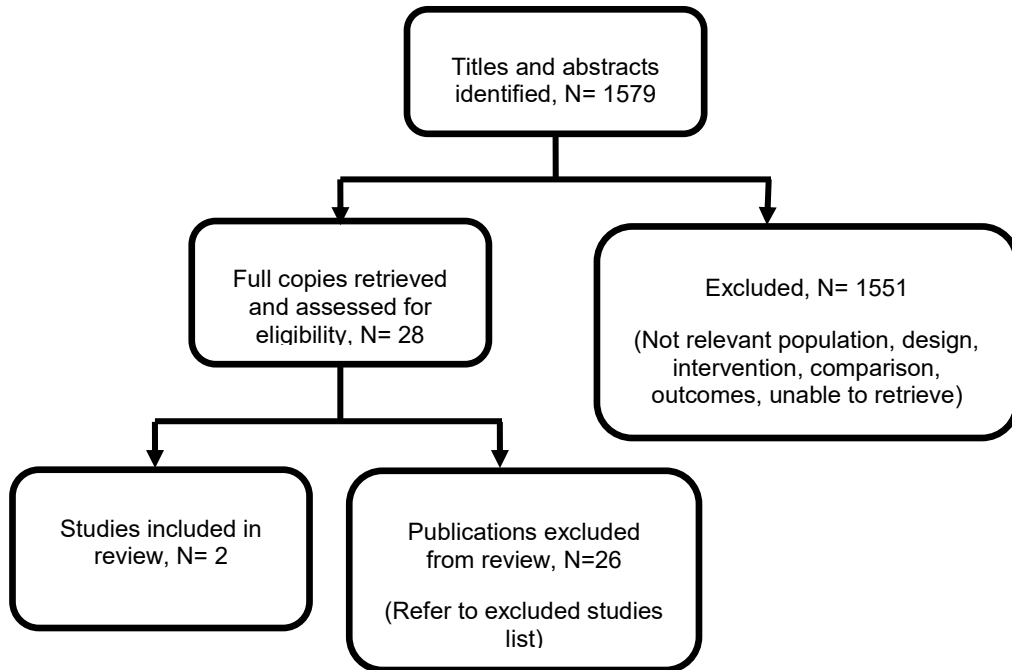 Titles and abstracts
identified, N= 1579
Full copies retrieved
and assessed for
eligibility, N= 28
Excluded, N= 1551
(Not relevant population, design,
intervention, comparison,
outcomes, unable to retrieve)
Studies included in
review, N= 2
Publications excluded
from review, N=26
(Refer to excluded studies
list)